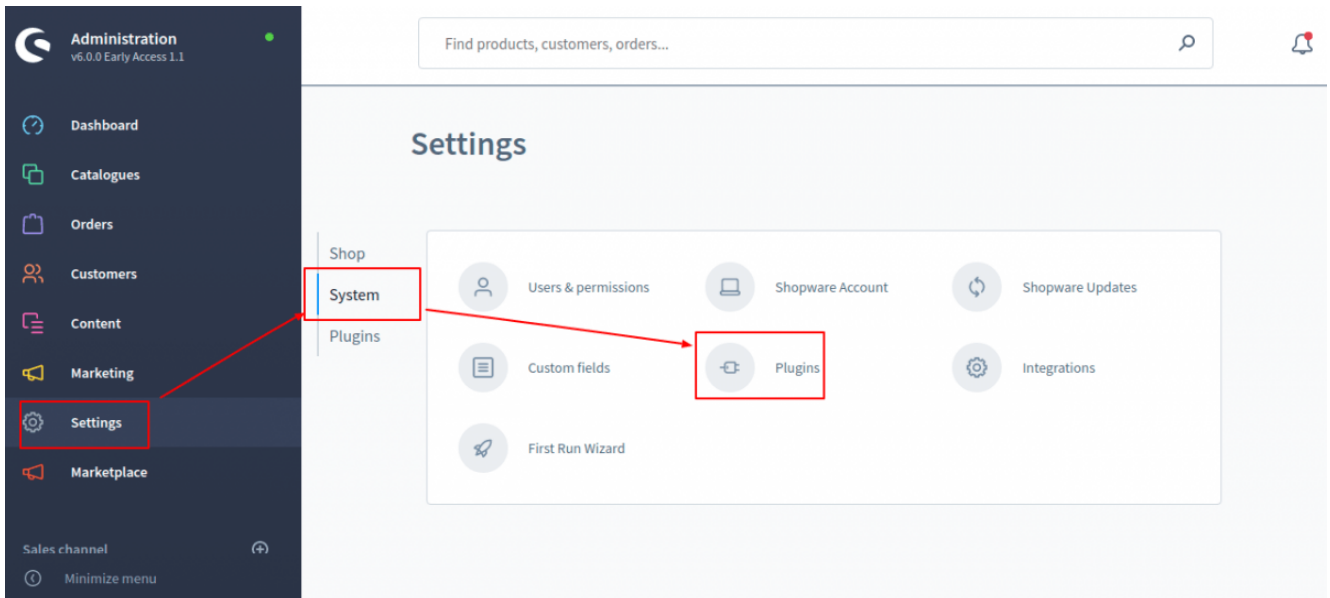 Administration
v6.0.0 Early Access 1.1
Find products, customers, orders...
Dashboard
Catalogues
Orders
Customers
Content
Marketing
Settings
Marketplace
Sales channel
Minimize menu
Settings
Shop
System
Plugins
Users & permissions
Shopware Account
Shopware Updates
Custom fields
Plugins
Integrations
First Run Wizard